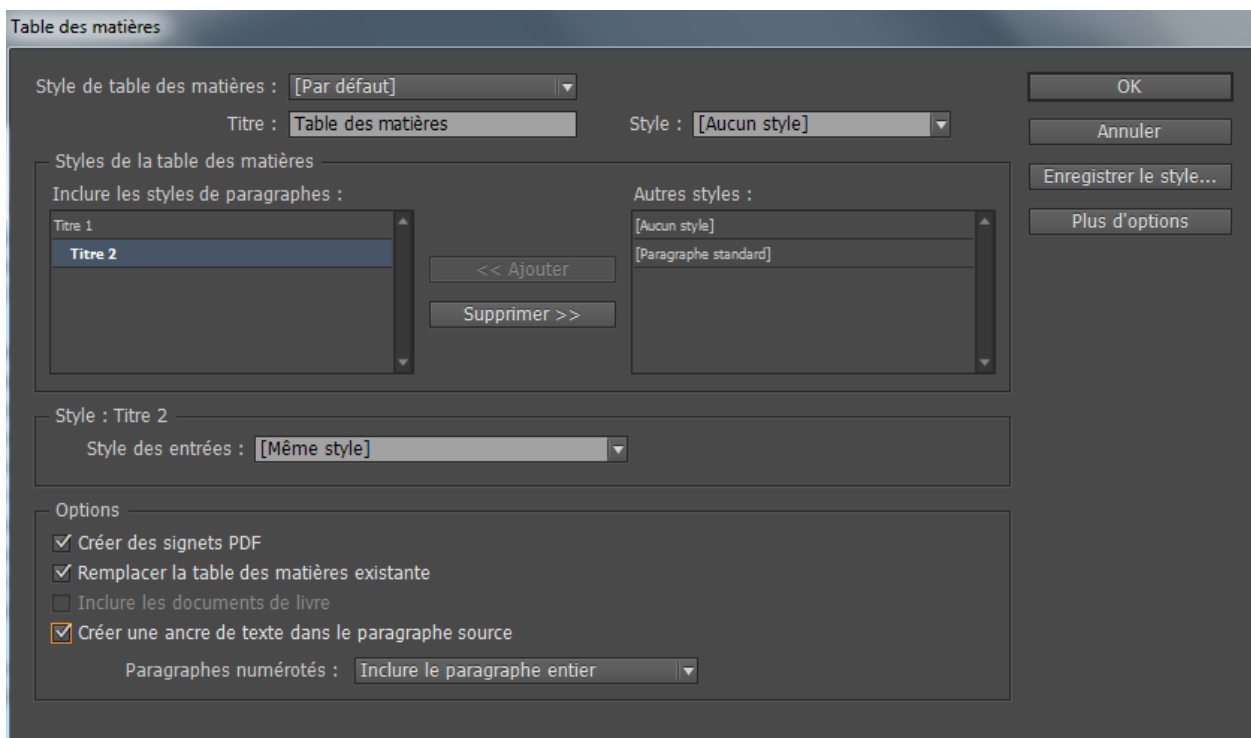 Table des matières
Style de table des matières : [Par défaut]
OK
Titre : Table des matières Style : [Aucun style]
Annuler
Styles de la table des matières
Enregistrer le style...
Inclure les styles de paragraphes : Autres styles :
Plus d'options
Titre 1 [Aucun style]
Titre 2 [Paragraphe standard]
<< Ajouter
Supprimer >>
Style : Titre 2
Style des entrées : [Même style]
Options
Créer des signets PDF
Remplacer la table des matières existante
Inclure les documents de livre
Créer une ancre de texte dans le paragraphe source
Paragraphes numérotés : Inclure le paragraphe entier